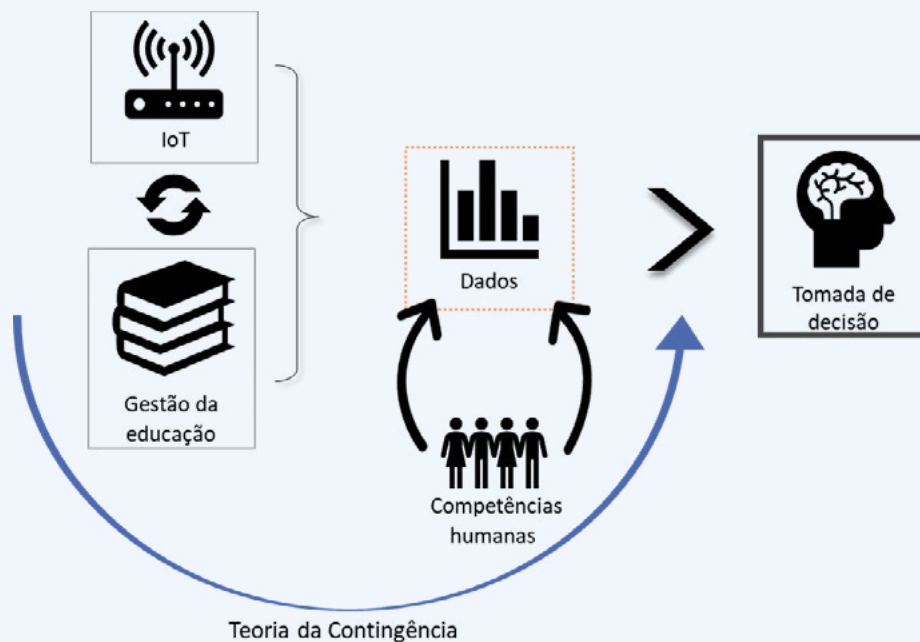 IoT
Gestão da
educação
Dados
Competências
humanas
Tomada de
decisão
Teoria da Contingência